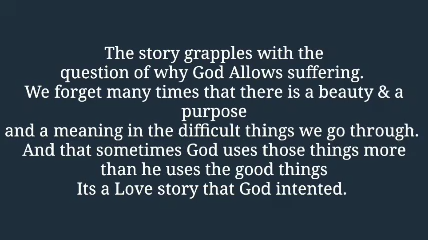 The story grapples with the
question of why God Allows suffering.
We forget many times that there is a beauty & a
purpose
and a meaning in the difficult things we go through.
And that sometimes God uses those things more
than he uses the good things
Its a Love story that God intented.